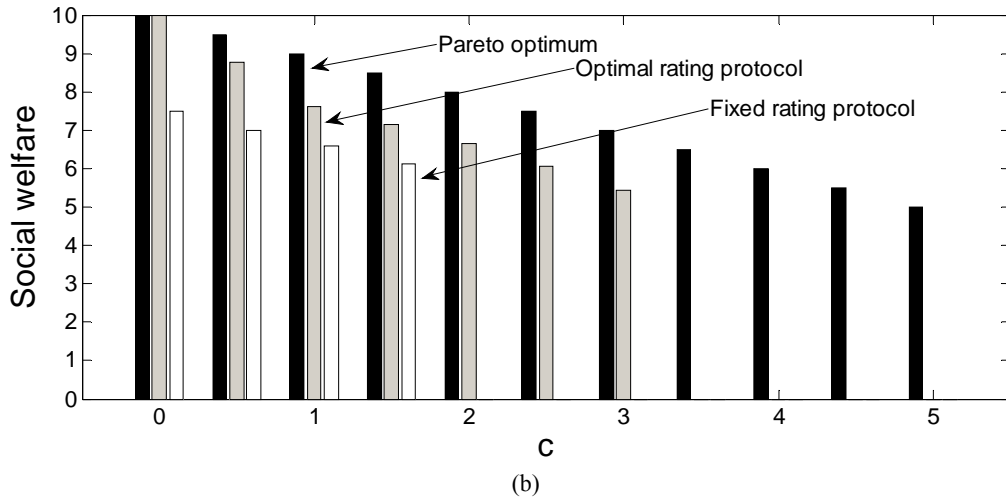 10
9
8
7
6
5
4
3
2
1
0
Social welfare
Pareto optimum
Optimal rating protocol
Fixed rating protocol
0 1 2 3 4 5
c
(b)